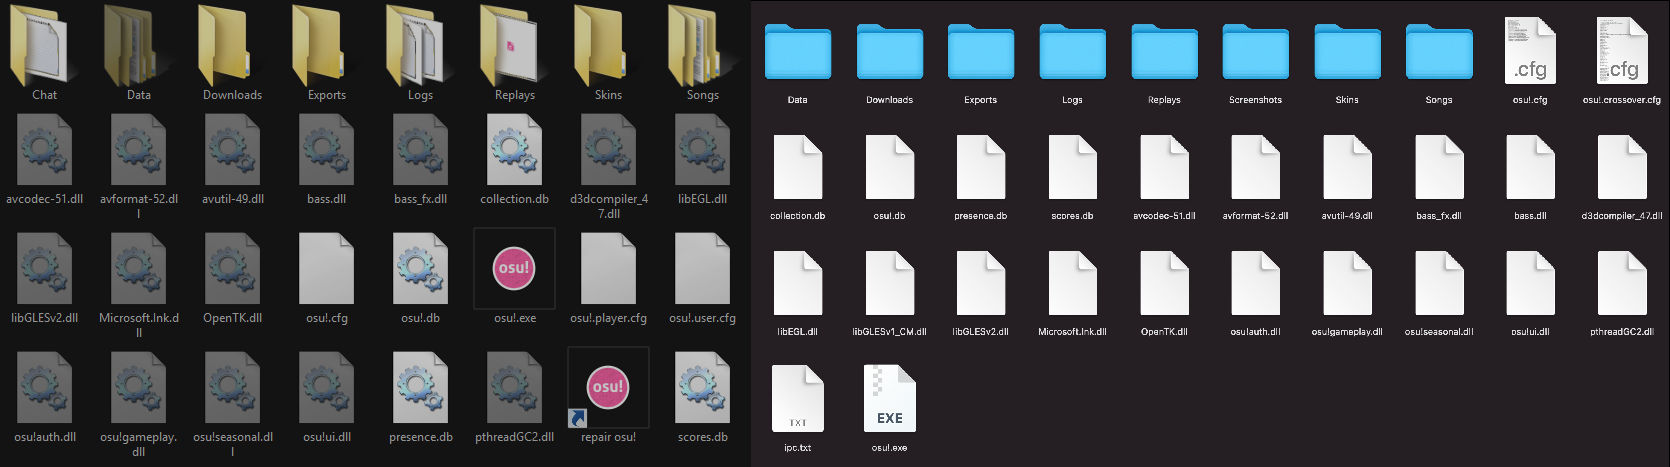 Chat Data Downloads Exports Logs Replays Skins Songs
avcodec-51.dll avformat-52.dl avutil-49.dll bass.dll bass_fx.dll collection.db d3dcompiler_4 libEGL.dll
l 7.dll
libGLESv2.dll Microsoft.Ink.d OpenTK.dll osu!.cfg osu!.db osu! osu!.exe osu!.player.cfg osu!.user.cfg
ll
osu!auth.dll osu!gameplay. osu!seasonal.dl osu!ui.dll presence.db pthreadGC2.dll osu! repair osu! scores.db
dll l
.cfg cfg
Data Downloads Exports Logs Replays Screenshots Skins Songs osu!.cfg osu!.crossover.cfg
collection.db osu!.db presence.db scores.db avcodec-51.dll avformat-52.dll avutil-49.dll bass_fx.dll bass.dll d3dcompiler_47.dll
libEGL.dll libGLESv1_CM.dll libGLESv2.dll Microsoft.Ink.dll OpenTK.dll osu!auth.dll osu!gameplay.dll osu!seasonal.dll osu!ui.dll pthreadGC2.dll
TXT EXE
ipc.txt osu!.exe